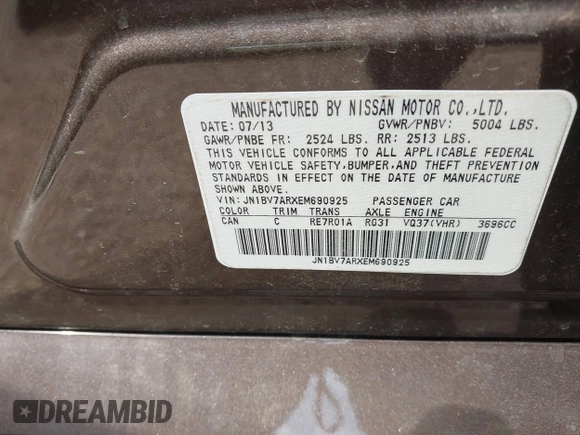 MANUFACTURED BY NISSAN MOTOR CO.,LTD.
DATE: 07/13 GVWR/PNBV: 5004 LBS.
GAWR/PNBE FR: 2524 LBS. RR: 2513 LBS.
THIS VEHICLE CONFORMS TO ALL APPLICABLE FEDERAL
MOTOR VEHICLE SAFETY, BUMPER, AND THEFT PREVENTION
STANDARDS IN EFFECT ON THE DATE OF MANUFACTURE
SHOWN ABOVE.
VIN: JN1BV7ARXEM690925 PASSENGER CAR
COLOR TRIM TRANS AXLE ENGINE
CAN C RE7R01A RG31 VQ37(VHR) 3696CC
JN1BV7ARXEM690925
DREAMBID